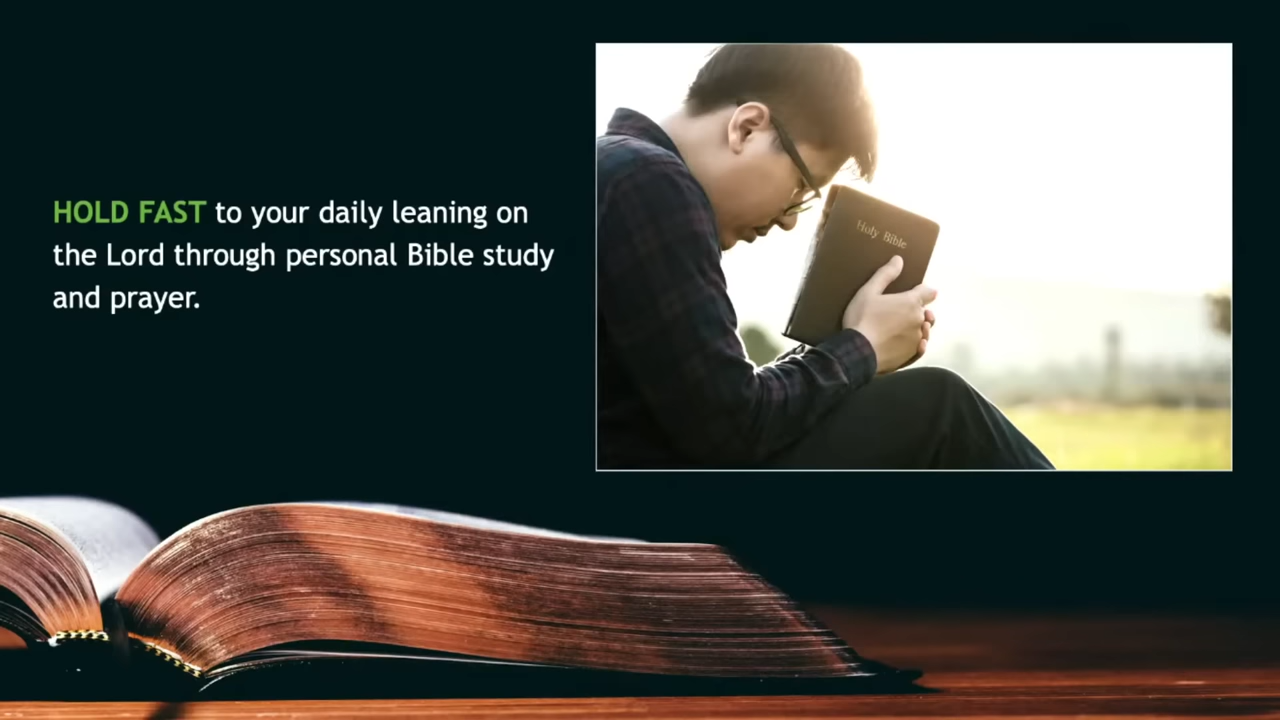 HOLD FAST to your daily leaning on
the Lord through personal Bible study
and prayer.
Holy Bible